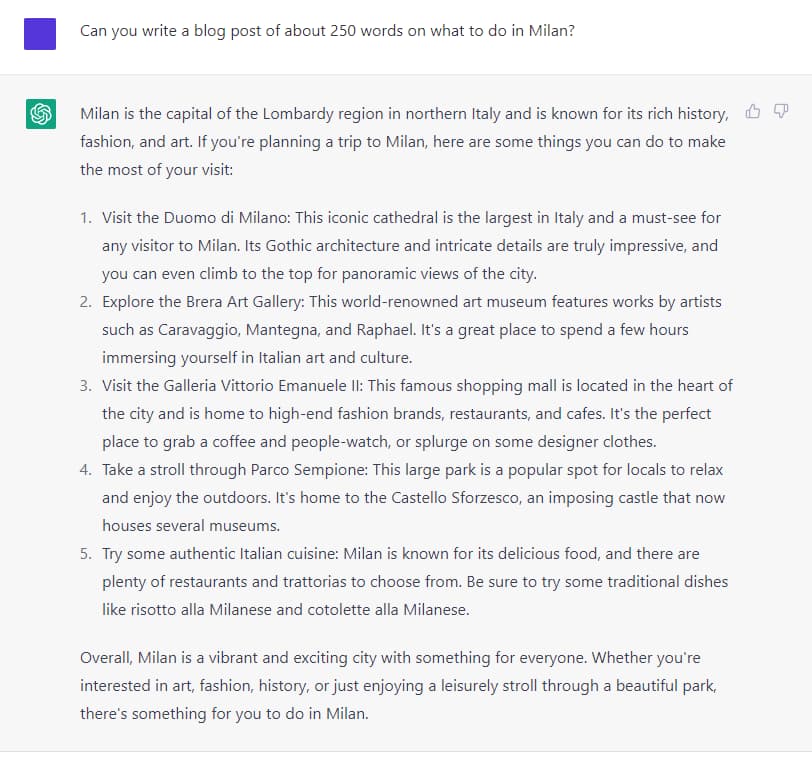 Can you write a blog post of about 250 words on what to do in Milan?
Milan is the capital of the Lombardy region in northern Italy and is known for its rich history,
fashion, and art. If you're planning a trip to Milan, here are some things you can do to make
the most of your visit:
1. Visit the Duomo di Milano: This iconic cathedral is the largest in Italy and a must-see for
any visitor to Milan. Its Gothic architecture and intricate details are truly impressive, and
you can even climb to the top for panoramic views of the city.
2. Explore the Brera Art Gallery: This world-renowned art museum features works by artists
such as Caravaggio, Mantegna, and Raphael. It's a great place to spend a few hours
immersing yourself in Italian art and culture.
3. Visit the Galleria Vittorio Emanuele II: This famous shopping mall is located in the heart of
the city and is home to high-end fashion brands, restaurants, and cafes. It's the perfect
place to grab a coffee and people-watch, or splurge on some designer clothes.
4. Take a stroll through Parco Sempione: This large park is a popular spot for locals to relax
and enjoy the outdoors. It's home to the Castello Sforzesco, an imposing castle that now
houses several museums.
5. Try some authentic Italian cuisine: Milan is known for its delicious food, and there are
plenty of restaurants and trattorias to choose from. Be sure to try some traditional dishes
like risotto alla Milanese and cotolette alla Milanese.
Overall, Milan is a vibrant and exciting city with something for everyone. Whether you're
interested in art, fashion, history, or just enjoying a leisurely stroll through a beautiful park,
there's something for you to do in Milan.